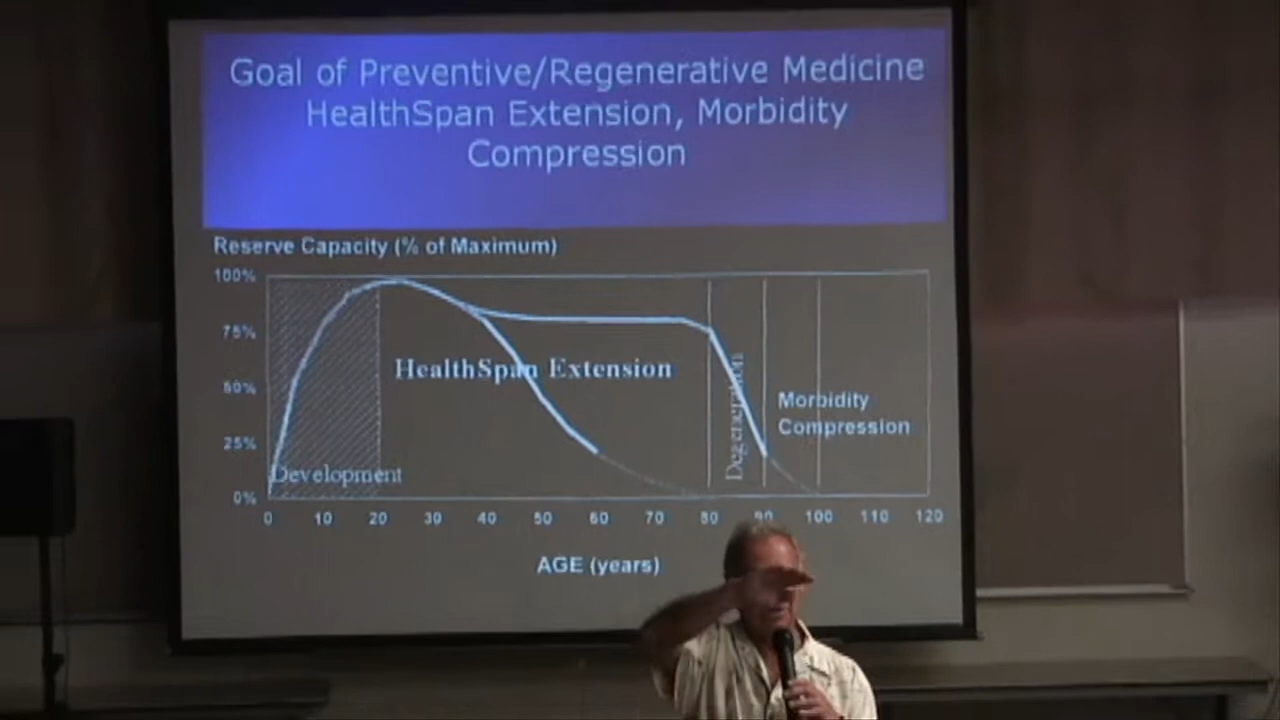 Goal of Preventive/Regenerative Medicine
HealthSpan Extension, Morbidity
Compression
Reserve Capacity (% of Maximum)
100%
75%
50%
25%
0%
HealthSpan Extension
Development
Degeneration
Morbidity
Compression
0 10 20 30 40 50 60 70 80 90 100 110 120
AGE (years)